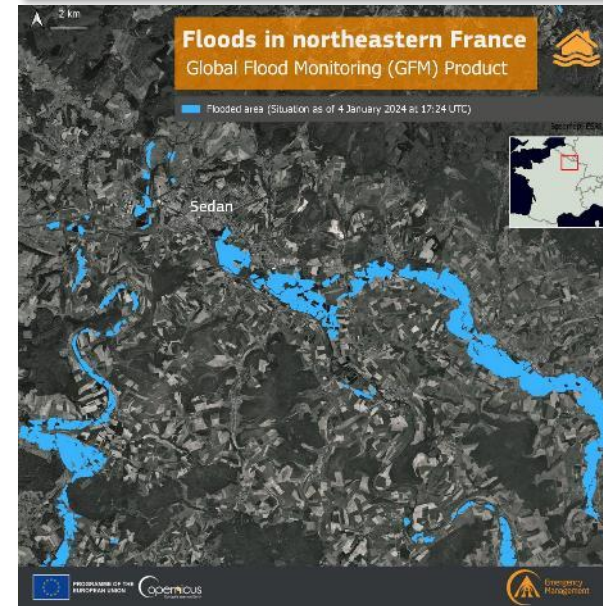 2 km
Floods in northeastern France
Global Flood Monitoring (GFM) Product
Flooded area (Situation as of 4 January 2024 at 17:24 UTC)
Sedan
PROGRAMME OF THE
EUROPEAN UNION
Copernicus
Emergency
Management